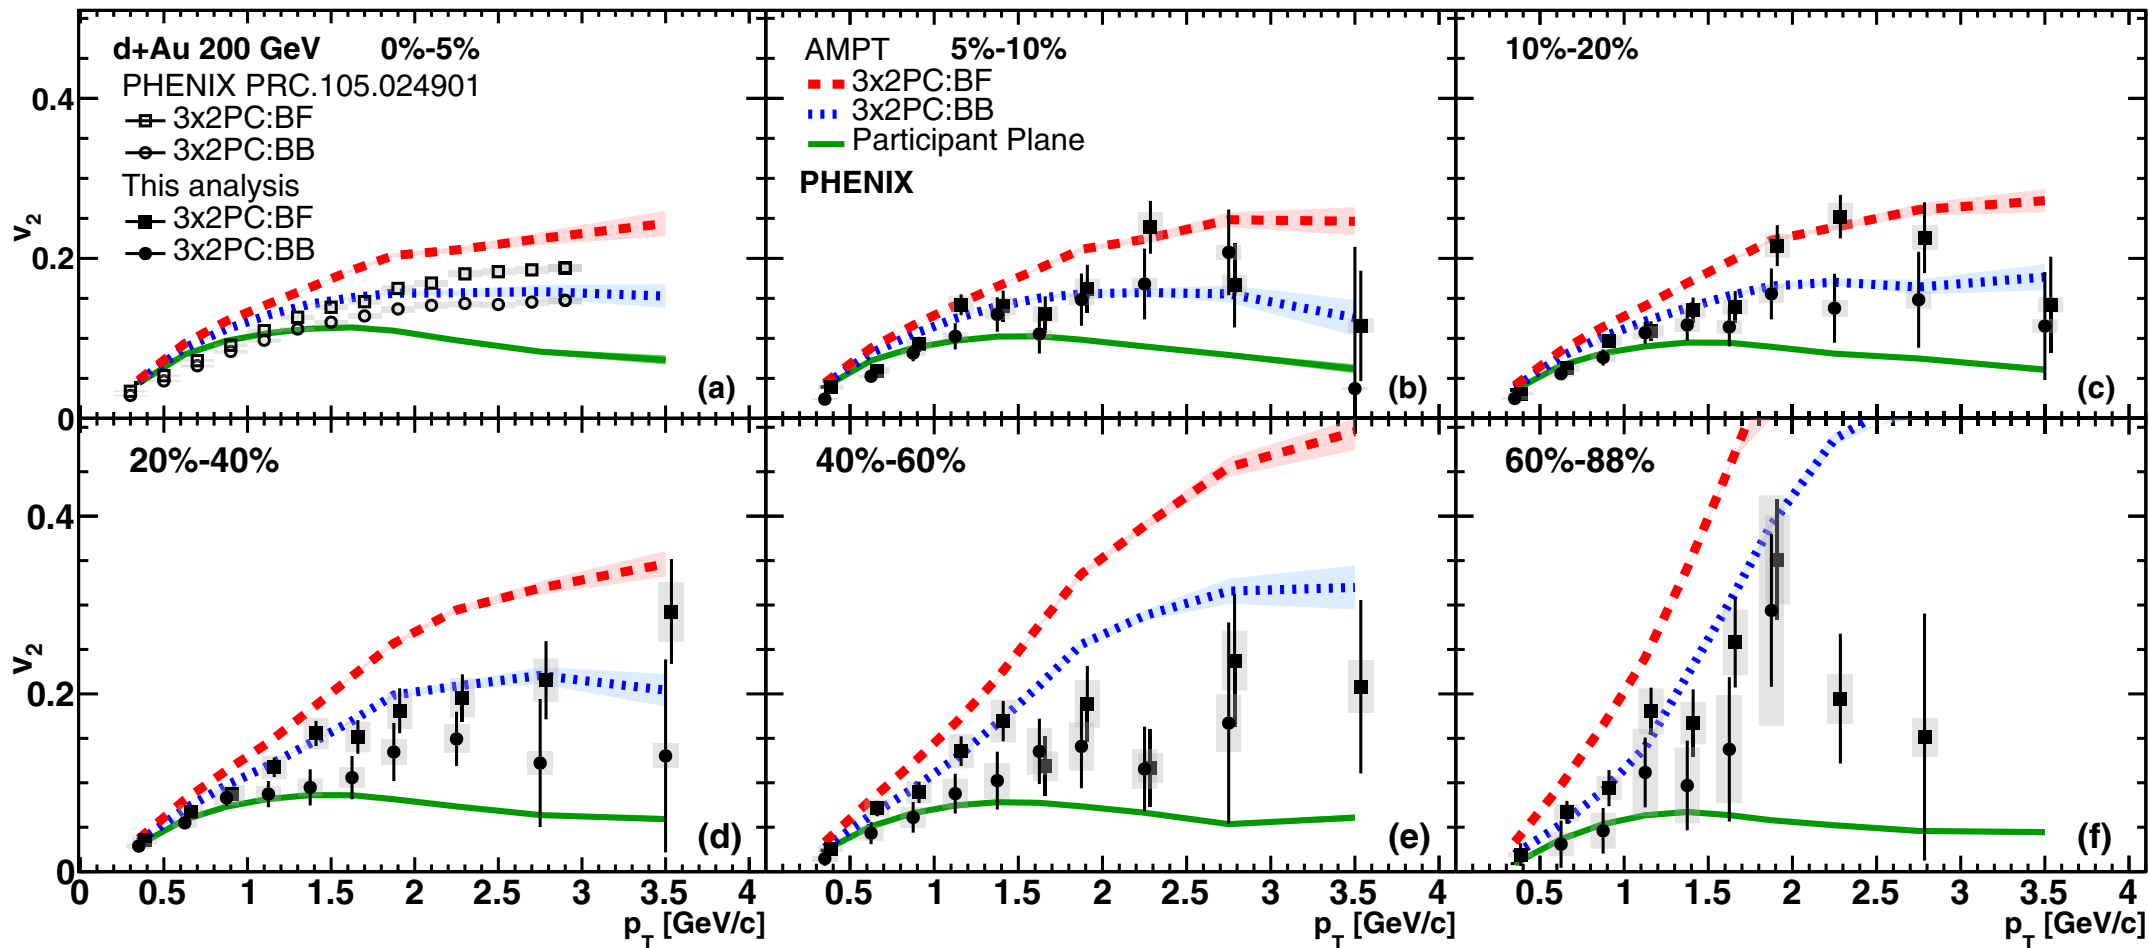 d+Au 200 GeV 0%-5%
PHENIX PRC.105.024901
3x2PC:BF
3x2PC:BB
This analysis
3x2PC:BF
3x2PC:BB
v2
0.4
0.2
0
(a)
AMPT 5%-10%
3x2PC:BF
3x2PC:BB
Participant Plane
PHENIX
(b)
10%-20%
(c)
20%-40%
v2
0.4
0.2
0
(d)
40%-60%
(e)
60%-88%
(f)
0 0.5 1 1.5 2 2.5 3 3.5 4
0.5 1 1.5 2 2.5 3 3.5 4
0.5 1 1.5 2 2.5 3 3.5 4
pT [GeV/c]
pT [GeV/c]
pT [GeV/c]